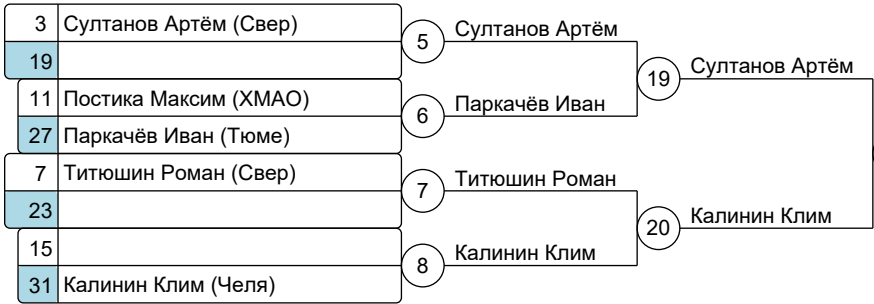 3 Султанов Артём (Свер)
5 Султанов Артём
19
19 Султанов Артём
11 Постика Максим (ХМАО)
6 Паркачёв Иван
27 Паркачёв Иван (Тюме)
7 Титюшин Роман (Свер)
7 Титюшин Роман
23
20 Калинин Клим
15
8 Калинин Клим
31 Калинин Клим (Челя)